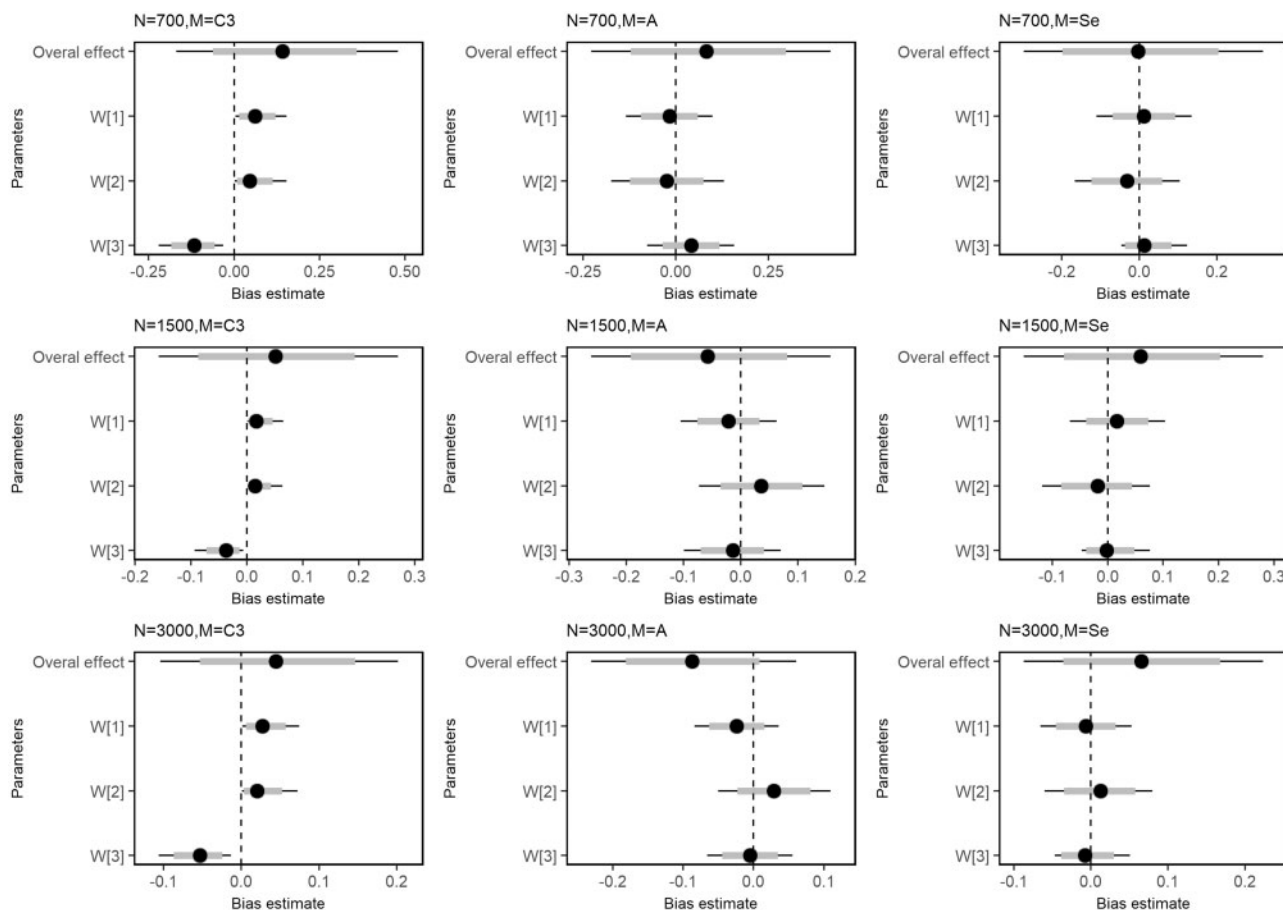 N=700,M=C3
N=700,M=A
N=700,M=Se
Parameters
Overal effect
W[1]
W[2]
W[3]
-0.25 0.00 0.25 0.50
Bias estimate
Parameters
Overal effect
W[1]
W[2]
W[3]
-0.25 0.00 0.25
Bias estimate
Parameters
Overal effect
W[1]
W[2]
W[3]
-0.2 0.0 0.2
Bias estimate
N=1500,M=C3
N=1500,M=A
N=1500,M=Se
Parameters
Overal effect
W[1]
W[2]
W[3]
-0.2 -0.1 0.0 0.1 0.2 0.3
Bias estimate
Parameters
Overal effect
W[1]
W[2]
W[3]
-0.3 -0.2 -0.1 0.0 0.1 0.2
Bias estimate
Parameters
Overal effect
W[1]
W[2]
W[3]
-0.1 0.0 0.1 0.2 0.3
Bias estimate
N=3000,M=C3
N=3000,M=A
N=3000,M=Se
Parameters
Overal effect
W[1]
W[2]
W[3]
-0.1 0.0 0.1 0.2
Bias estimate
Parameters
Overal effect
W[1]
W[2]
W[3]
-0.2 -0.1 0.0 0.1
Bias estimate
Parameters
Overal effect
W[1]
W[2]
W[3]
-0.1 0.0 0.1 0.2
Bias estimate